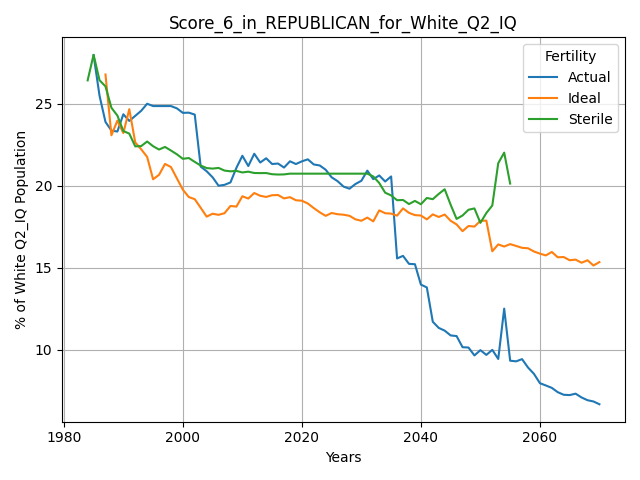 Score_6_in_REPUBLICAN_for_White_Q2_IQ
% of White Q2_IQ Population
25
20
15
10
Fertility
Actual
Ideal
Sterile
1980
2000
2020
2040
2060
Years